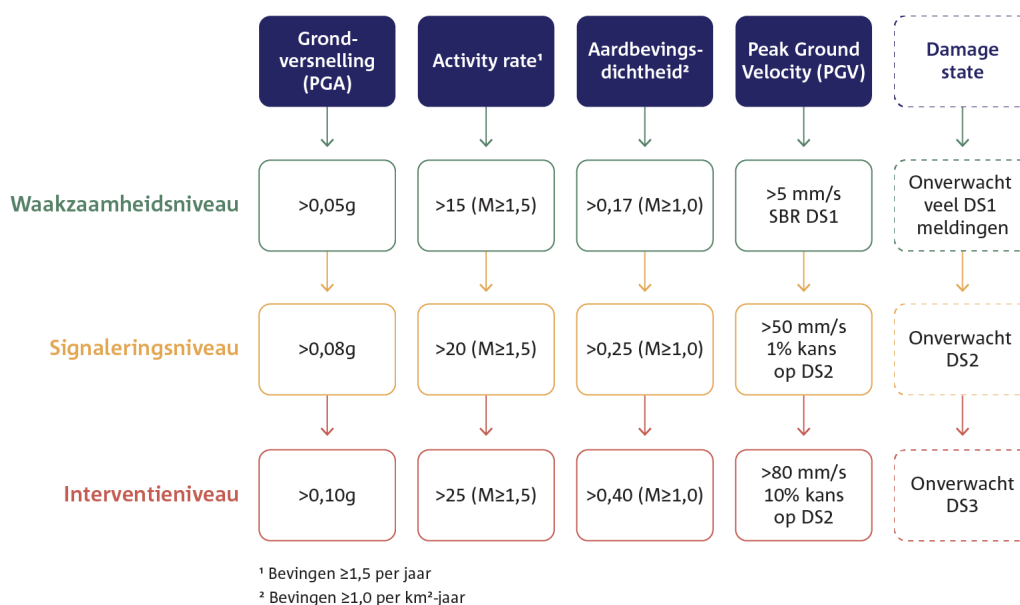 Grond-
versnelling
(PGA)
Activity rate¹
Aardbevings-
dichtheid²
Peak Ground
Velocity (PGV)
Damage
state
Waakzaamheidsniveau
>0,05g
>15 (M≥1,5)
>0,17 (M≥1,0)
>5 mm/s
SBR DS1
Onverwacht
veel DS1
meldingen
Signaleringsniveau
>0,08g
>20 (M≥1,5)
>0,25 (M≥1,0)
>50 mm/s
1% kans
op DS2
Onverwacht
DS2
Interventieniveau
>0,10g
>25 (M≥1,5)
>0,40 (M≥1,0)
>80 mm/s
10% kans
op DS2
Onverwacht
DS3
¹ Bevingen ≥1,5 per jaar
² Bevingen ≥1,0 per km²-jaar